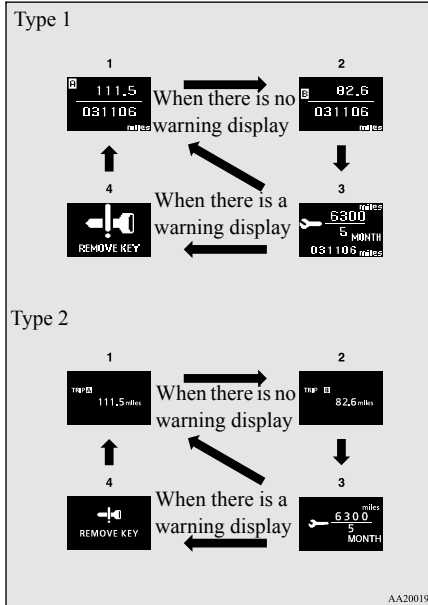 Type 1
1
2
A 111.5
031106
miles
When there is no
warning display
B 82.6
031106
miles
4
3
REMOVE KEY
When there is a
warning display
miles
6300
5 MONTH
031106 miles
Type 2
1
2
TRIP A
111.5 miles
When there is no
warning display
TRIP B
82.6 miles
4
3
REMOVE KEY
When there is a
warning display
miles
6300
5
MONTH
AA20019